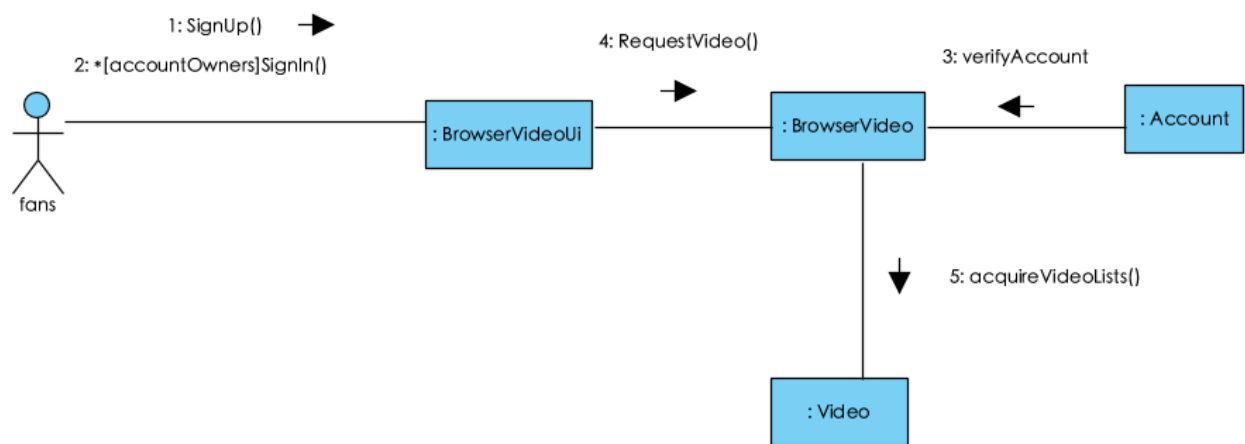 1: SignUp()
2: *[accountOwners]SignIn()
4: RequestVideo()
3: verifyAccount
fans
: BrowserVideoUi
: BrowserVideo
: Account
5: acquireVideoLists()
: Video